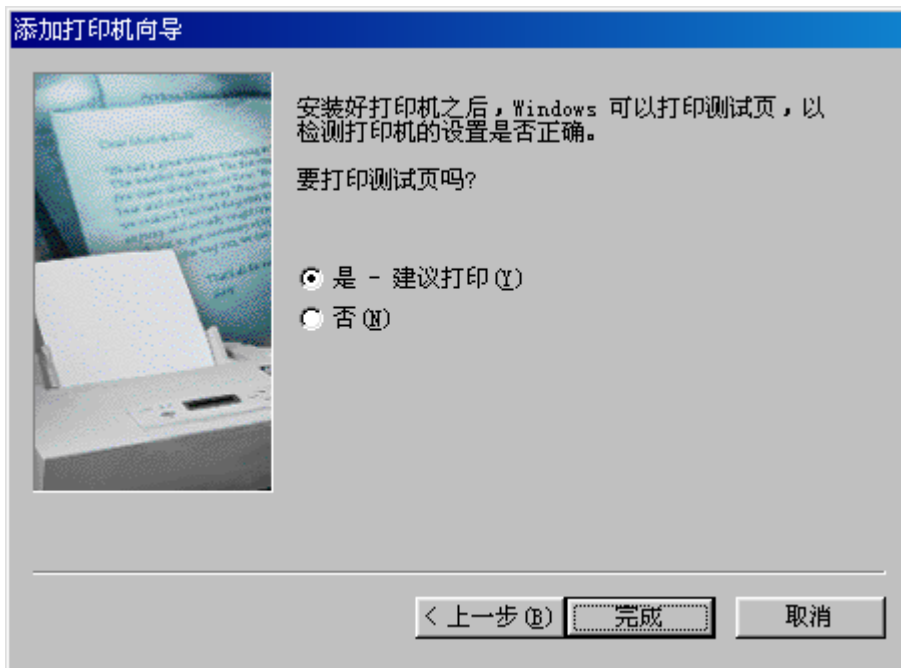 添加打印机向导
安装好打印机之后，Windows 可以打印测试页，以
检测打印机的设置是否正确。
要打印测试页吗?
是 - 建议打印(Y)
否(N)
< 上一步(B)
完成
取消